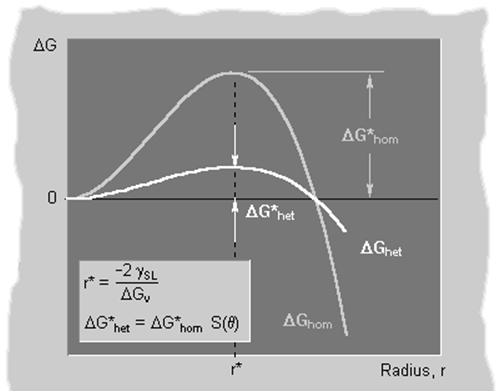 ΔG
ΔG*hom
0
ΔG*het
ΔGhet
r* = -2 γSL / ΔGv
ΔG*het = ΔG*hom S(θ)
ΔGhom
r*
Radius, r